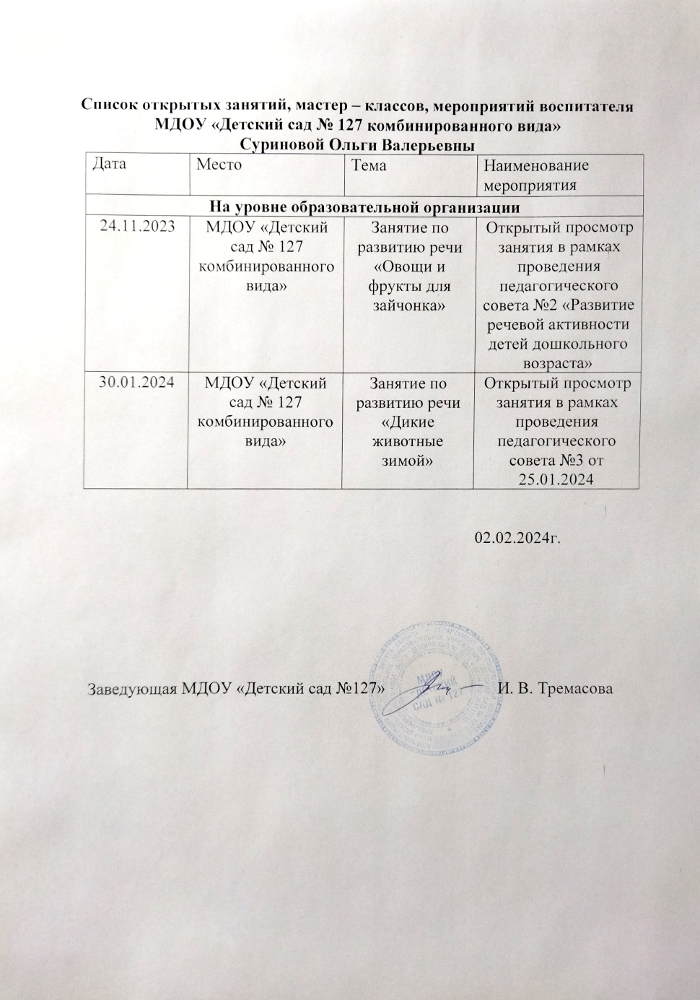 Список открытых занятий, мастер – классов, мероприятий воспитателя
МДОУ «Детский сад № 127 комбинированного вида»
Суриновой Ольги Валерьевны
Дата
Место
Тема
Наименование
мероприятия
На уровне образовательной организации
24.11.2023
МДОУ «Детский
сад № 127
комбинированного
вида»
Занятие по
развитию речи
«Овощи и
фрукты для
зайчонка»
Открытый просмотр
занятия в рамках
проведения
педагогического
совета №2 «Развитие
речевой активности
детей дошкольного
возраста»
30.01.2024
МДОУ «Детский
сад № 127
комбинированного
вида»
Занятие по
развитию речи
«Дикие
животные
зимой»
Открытый просмотр
занятия в рамках
проведения
педагогического
совета №3 от
25.01.2024
02.02.2024г.
Заведующая МДОУ «Детский сад №127»
И. В. Тремасова
МДОУ
САД № 127